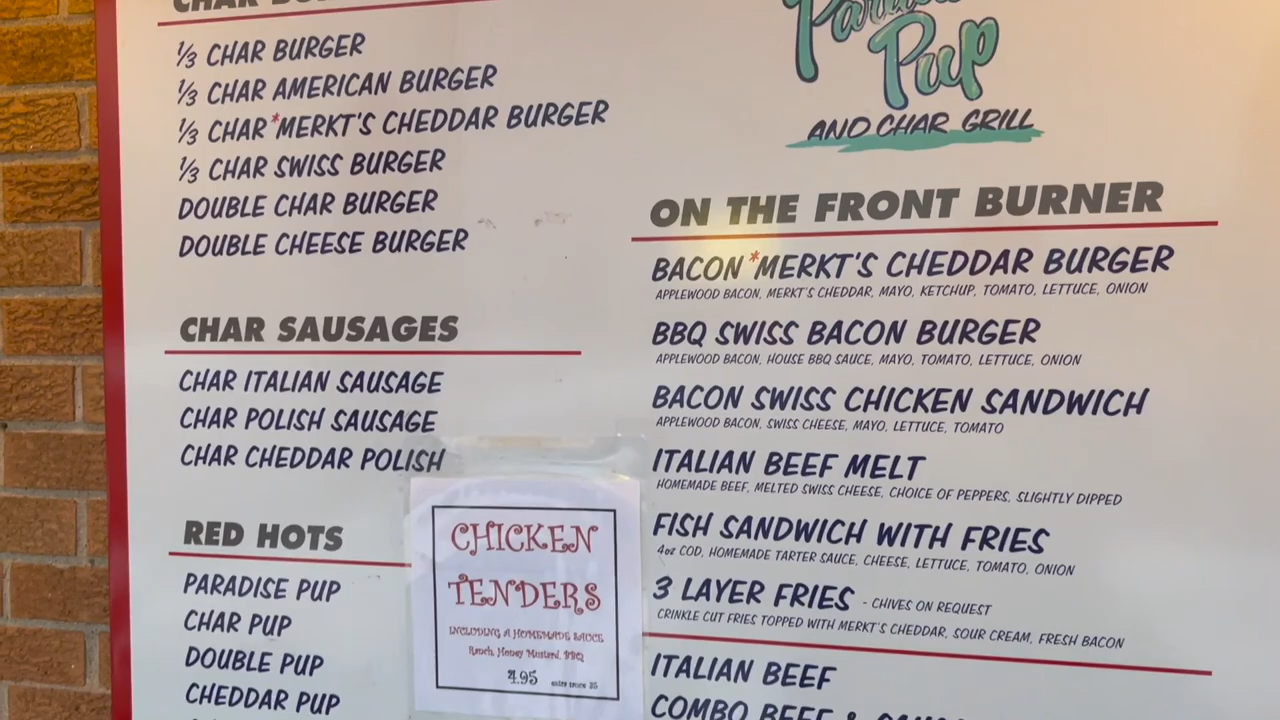 CHAR
1/3 CHAR BURGER
1/3 CHAR AMERICAN BURGER
1/3 CHAR *MERKT'S CHEDDAR BURGER
1/3 CHAR SWISS BURGER
DOUBLE CHAR BURGER
DOUBLE CHEESE BURGER
CHAR SAUSAGES
CHAR ITALIAN SAUSAGE
CHAR POLISH SAUSAGE
CHAR CHEDDAR POLISH
RED HOTS
PARADISE PUP
CHAR PUP
DOUBLE PUP
CHEDDAR PUP
CHICKEN
TENDERS
INCLUDING A HOMEMADE SAUCE
Ranch, Honey Mustard, BBQ
4.95
Pup
AND CHAR GRILL
ON THE FRONT BURNER
BACON *MERKT'S CHEDDAR BURGER
APPLEWOOD BACON, MERKT'S CHEDDAR, MAYO, KETCHUP, TOMATO, LETTUCE, ONION
BBQ SWISS BACON BURGER
APPLEWOOD BACON, HOUSE BBQ SAUCE, MAYO, TOMATO, LETTUCE, ONION
BACON SWISS CHICKEN SANDWICH
APPLEWOOD BACON, SWISS CHEESE, MAYO, LETTUCE, TOMATO
ITALIAN BEEF MELT
HOMEMADE BEEF, MELTED SWISS CHEESE, CHOICE OF PEPPERS, SLIGHTLY DIPPED
FISH SANDWICH WITH FRIES
4oz COD, HOMEMADE TARTER SAUCE, CHEESE, LETTUCE, TOMATO, ONION
3 LAYER FRIES - CHIVES ON REQUEST
CRINKLE CUT FRIES TOPPED WITH MERKT'S CHEDDAR, SOUR CREAM, FRESH BACON
ITALIAN BEEF
COMBO BEEF &